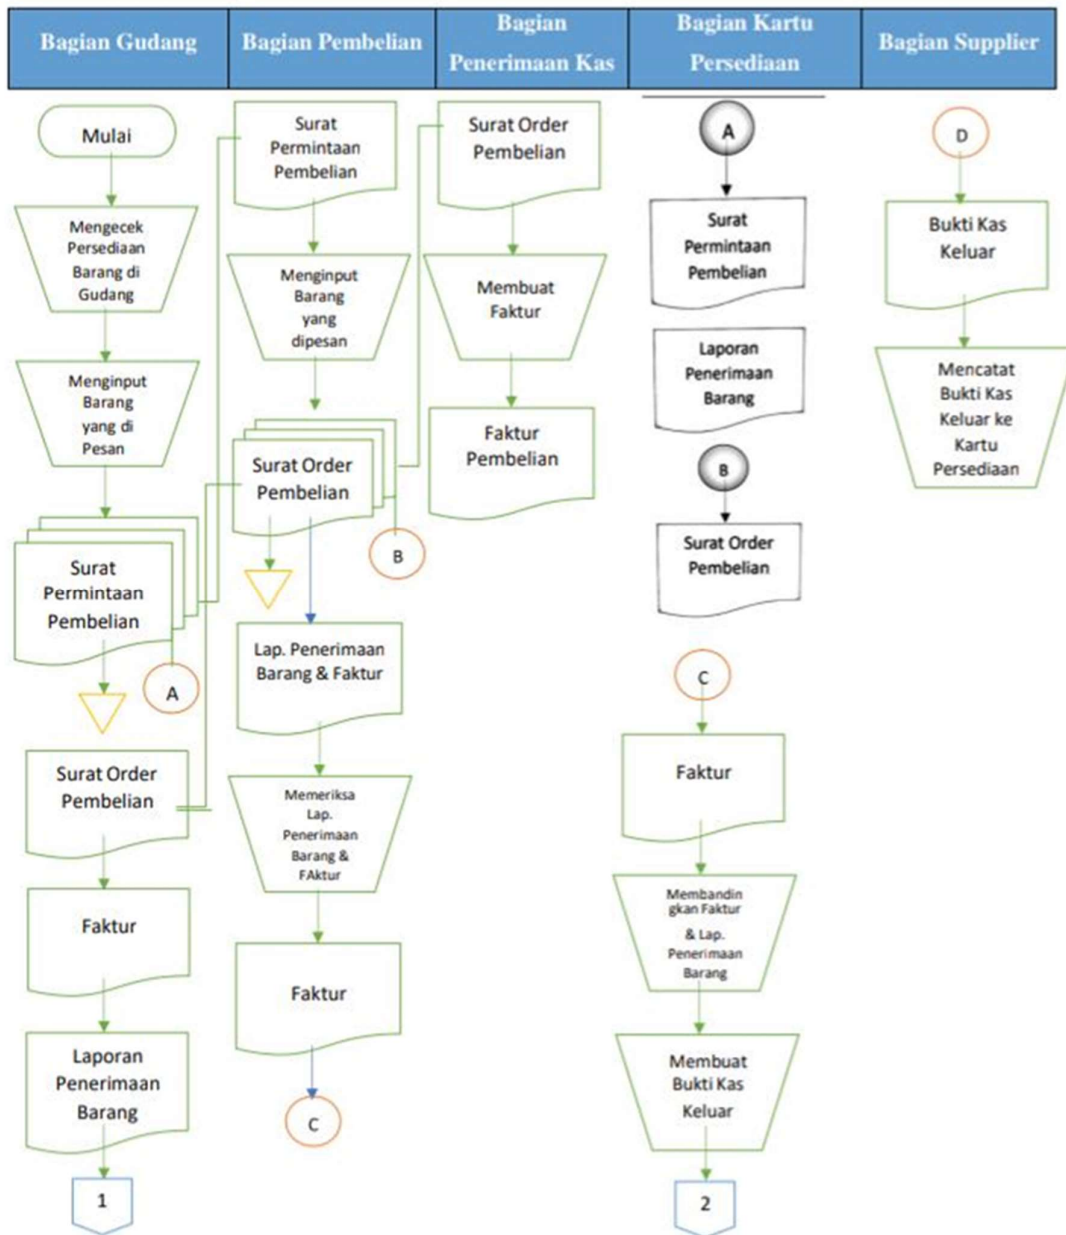 Bagian Gudang
Bagian Pembelian
Bagian
Penerimaan Kas
Bagian Kartu
Persediaan
Bagian Supplier
Mulai
Mengecek
Persediaan
Barang di
Gudang
Menginput
Barang
yang di
Pesan
Surat
Permintaan
Pembelian
A
Surat Order
Pembelian
Faktur
Laporan
Penerimaan
Barang
1
Surat
Permintaan
Pembelian
Menginput
Barang
yang
dipesan
Surat Order
Pembelian
B
Lap. Penerimaan
Barang & Faktur
Memeriksa
Lap.
Penerimaan
Barang &
FAktur
Faktur
C
Surat Order
Pembelian
Membuat
Faktur
Faktur
Pembelian
A
Surat
Permintaan
Pembelian
Laporan
Penerimaan
Barang
B
Surat Order
Pembelian
C
Faktur
Membandin
gkan Faktur
& Lap.
Penerimaan
Barang
Membuat
Bukti Kas
Keluar
2
D
Bukti Kas
Keluar
Mencatat
Bukti Kas
Keluar ke
Kartu
Persediaan